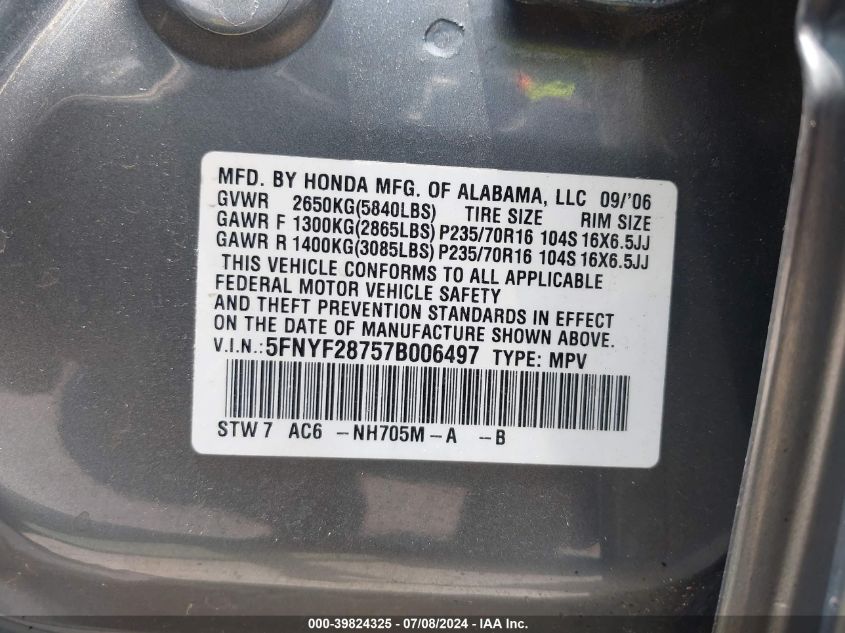 MFD. BY HONDA MFG. OF ALABAMA, LLC 09/'06
GVWR 2650KG(5840LBS) TIRE SIZE RIM SIZE
GAWR F 1300KG(2865LBS) P235/70R16 104S 16X6.5JJ
GAWR R 1400KG(3085LBS) P235/70R16 104S 16X6.5JJ
THIS VEHICLE CONFORMS TO ALL APPLICABLE
FEDERAL MOTOR VEHICLE SAFETY
AND THEFT PREVENTION STANDARDS IN EFFECT
ON THE DATE OF MANUFACTURE SHOWN ABOVE.
V.I.N.: 5FNYF28757B006497 TYPE: MPV
STW7 AC6 -NH705M-A -B
000-39824325 - 07/08/2024 - IAA Inc.